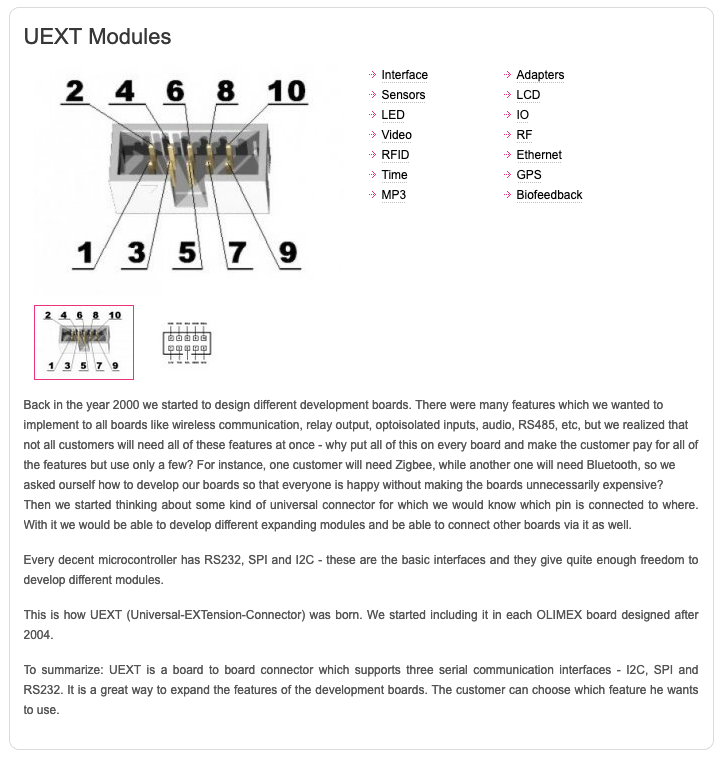 UEXT Modules
2 4 6 8 10
1 3 5 7 9
Interface
Sensors
LED
Video
RFID
Time
MP3
Adapters
LCD
IO
RF
Ethernet
GPS
Biofeedback
2 4 6 8 10
1 3 5 7 9
Back in the year 2000 we started to design different development boards. There were many features which we wanted to
implement to all boards like wireless communication, relay output, optoisolated inputs, audio, RS485, etc, but we realized that
not all customers will need all of these features at once - why put all of this on every board and make the customer pay for all of
the features but use only a few? For instance, one customer will need Zigbee, while another one will need Bluetooth, so we
asked ourself how to develop our boards so that everyone is happy without making the boards unnecessarily expensive?
Then we started thinking about some kind of universal connector for which we would know which pin is connected to where.
With it we would be able to develop different expanding modules and be able to connect other boards via it as well.
Every decent microcontroller has RS232, SPI and I2C - these are the basic interfaces and they give quite enough freedom to
develop different modules.
This is how UEXT (Universal-EXTension-Connector) was born. We started including it in each OLIMEX board designed after
2004.
To summarize: UEXT is a board to board connector which supports three serial communication interfaces - I2C, SPI and
RS232. It is a great way to expand the features of the development boards. The customer can choose which feature he wants
to use.